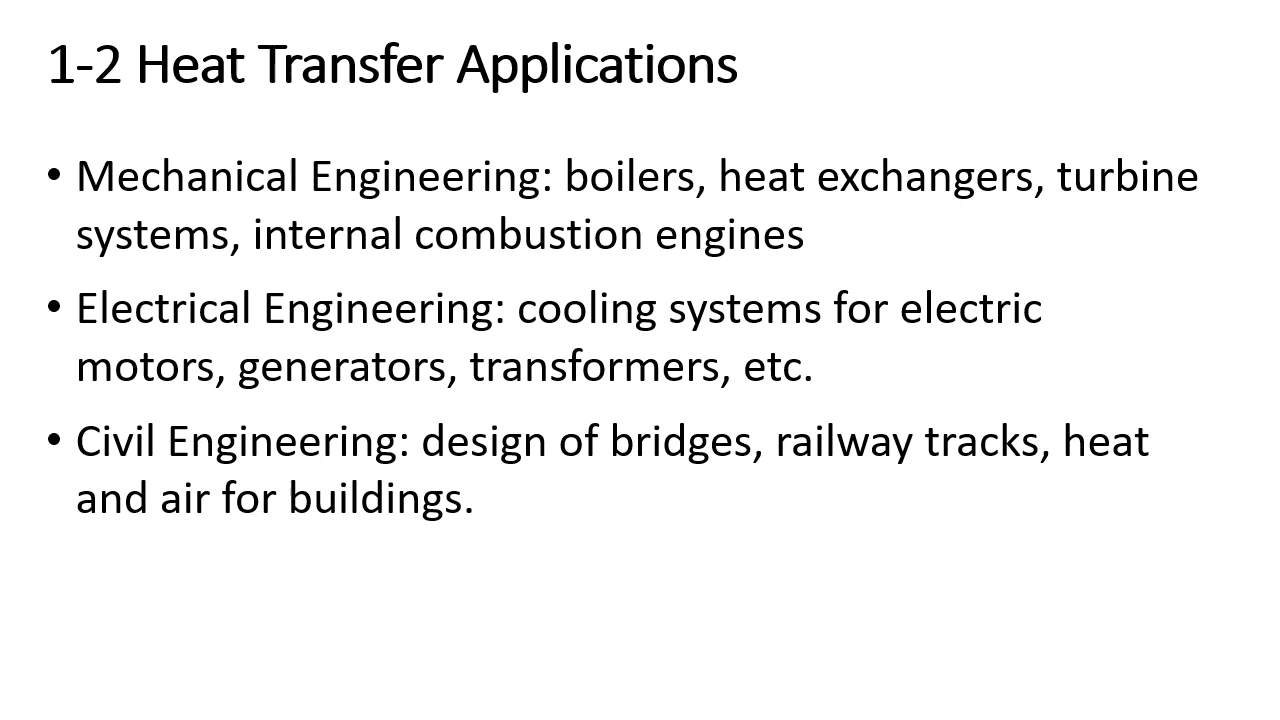 1-2 Heat Transfer Applications
• Mechanical Engineering: boilers, heat exchangers, turbine
systems, internal combustion engines
• Electrical Engineering: cooling systems for electric
motors, generators, transformers, etc.
• Civil Engineering: design of bridges, railway tracks, heat
and air for buildings.